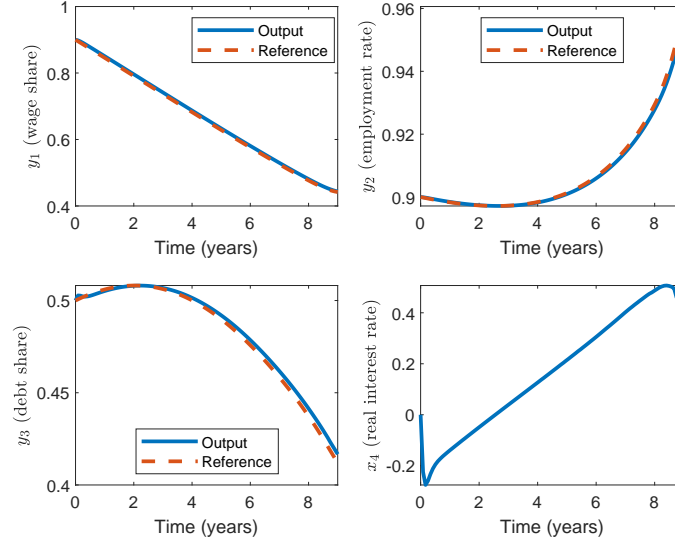 1
0.8
0.6
0.4
y1 (wage share)
Output
Reference
0 2 4 6 8
Time (years)
0.96
0.94
0.92
0.9
y2 (employment rate)
Output
Reference
0 2 4 6 8
Time (years)
0.5
0.45
0.4
y3 (debt share)
Output
Reference
0 2 4 6 8
Time (years)
0.4
0.2
0
-0.2
x4 (real interest rate)
0 2 4 6 8
Time (years)